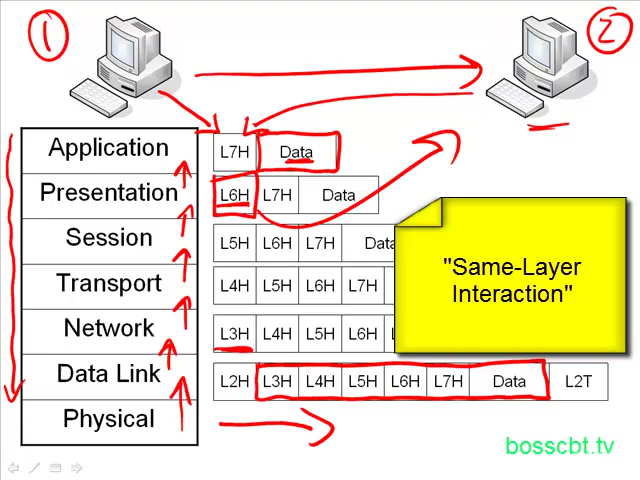 1
2
Application L7H Data
Presentation L6H L7H Data
Session L5H L6H L7H Data
"Same-Layer
Interaction"
Transport L4H L5H L6H L7H
Network L3H L4H L5H L6H
Data Link L2H L3H L4H L5H L6H L7H Data L2T
Physical
bosscbt.tv